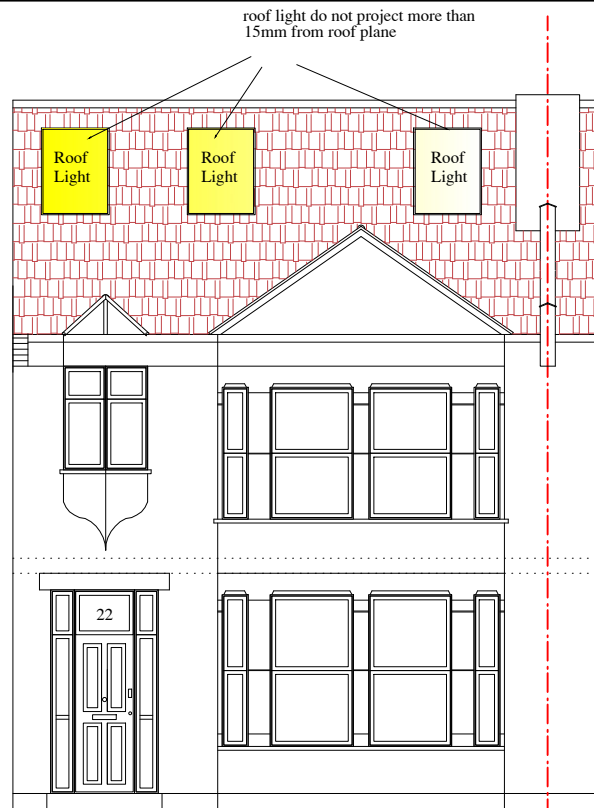 roof light do not project more than
15mm from roof plane
Roof
Light
Roof
Light
Roof
Light
22